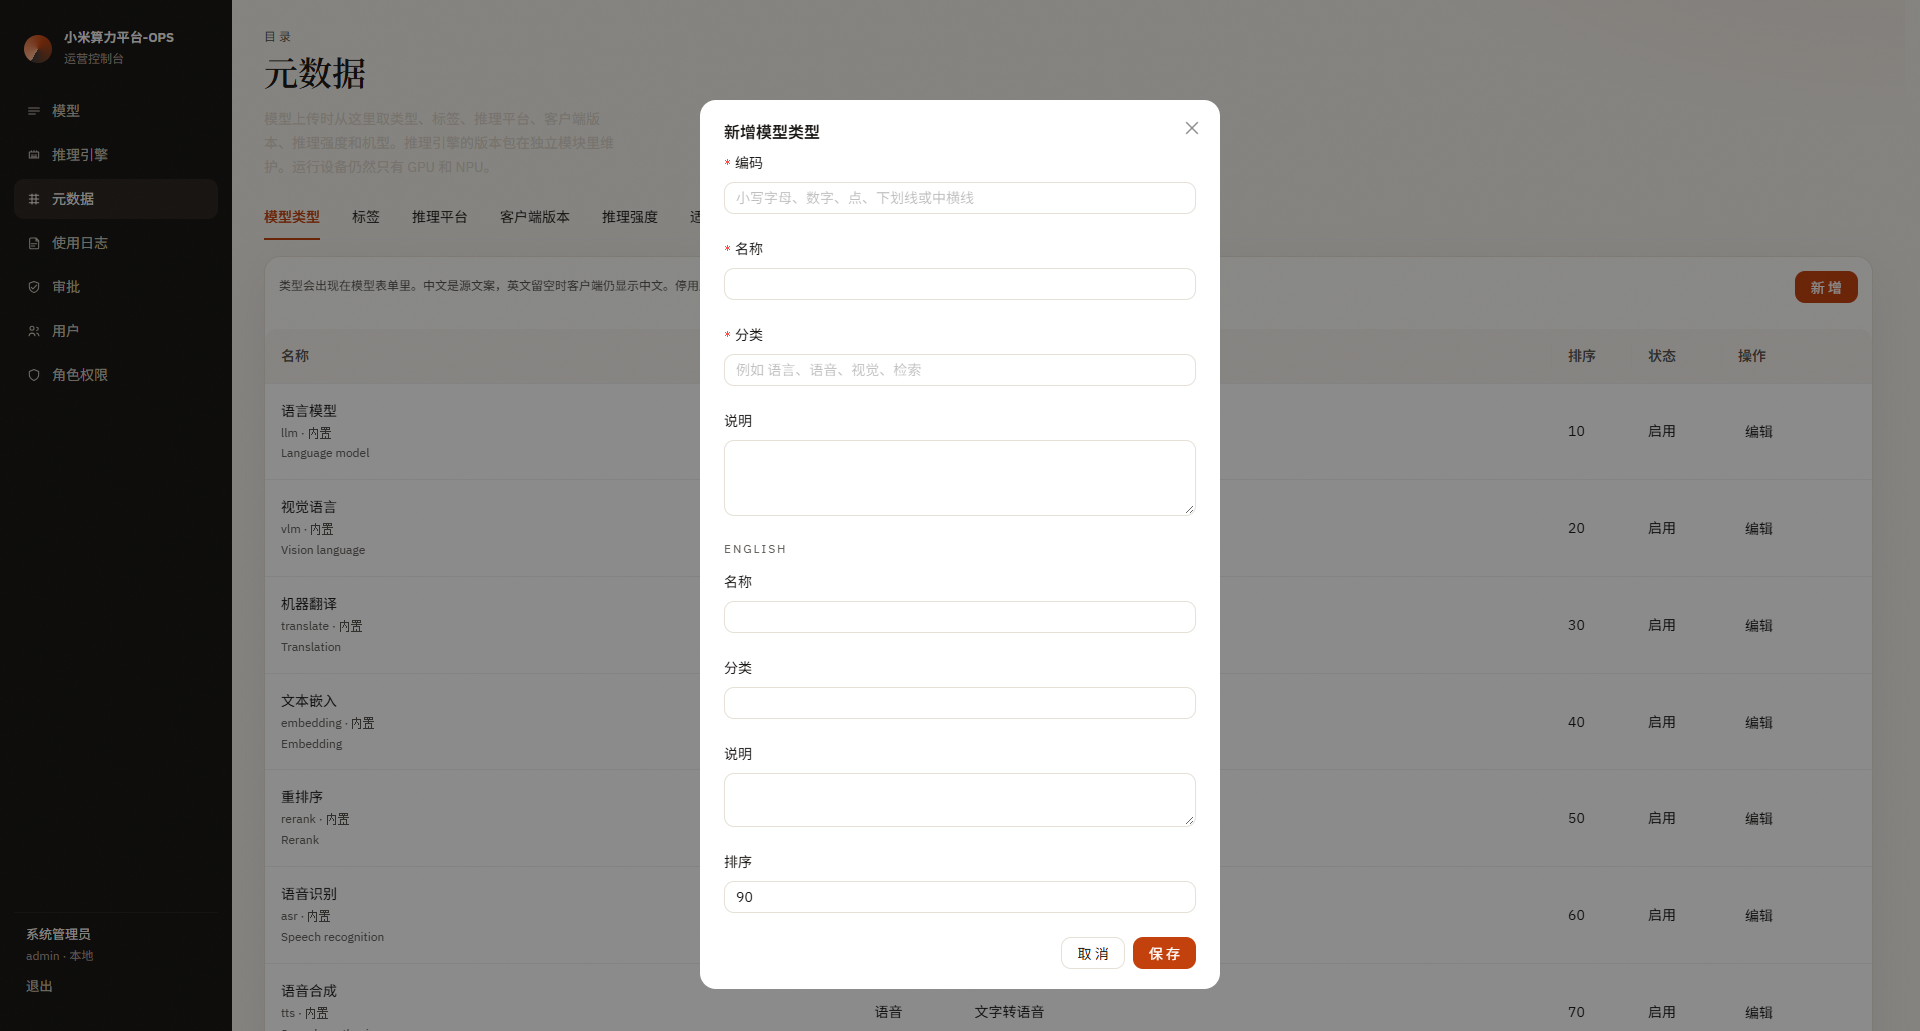 小米算力平台-OPS
运营控制台
模型
推理引擎
元数据
使用日志
审批
用户
角色权限
系统管理员
admin · 本地
退出
目录
元数据
模型上传时从这里取类型、标签、推理平台、客户端版
本、推理强度和机型。推理引擎的版本包在独立模块里维
护。运行设备仍然只有 GPU 和 NPU。
模型类型 标签 推理平台 客户端版本 推理强度 适
类型会出现在模型表单里。中文是源文案，英文留空时客户端仍显示中文。停用
新增
名称 排序 状态 操作
语言模型
llm · 内置
Language model
10 启用 编辑
视觉语言
vlm · 内置
Vision language
20 启用 编辑
机器翻译
translate · 内置
Translation
30 启用 编辑
文本嵌入
embedding · 内置
Embedding
40 启用 编辑
重排序
rerank · 内置
Rerank
50 启用 编辑
语音识别
asr · 内置
Speech recognition
60 启用 编辑
语音合成
tts · 内置
语音 文字转语音 70 启用 编辑
新增模型类型
* 编码
小写字母、数字、点、下划线或中横线
* 名称
* 分类
例如 语言、语音、视觉、检索
说明
ENGLISH
名称
分类
说明
排序
90
取消 保存